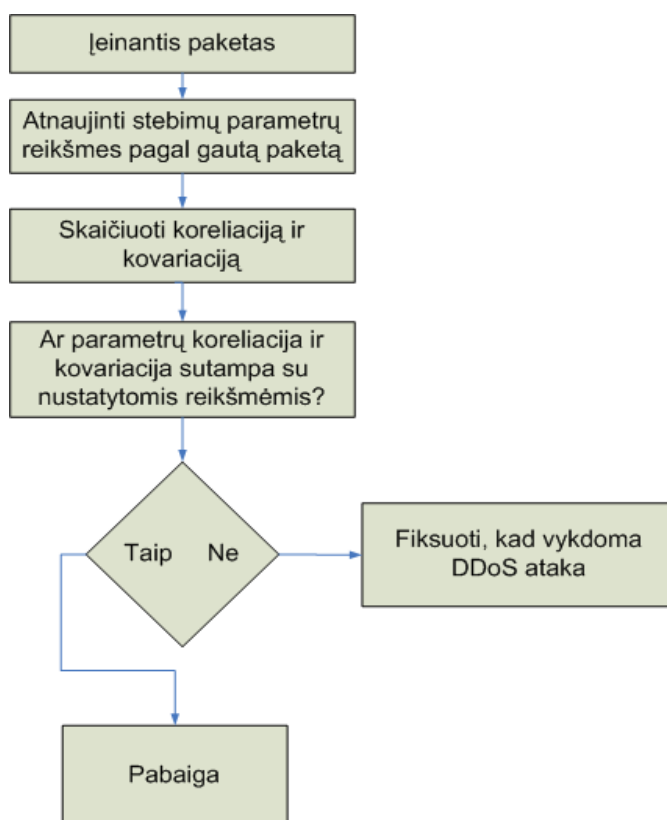 Įeinantis paketas
Atnaujinti stebimų parametrų
reikšmes pagal gautą paketą
Skaičiuoti koreliaciją ir
kovariaciją
Ar parametrų koreliacija ir
kovariacija sutampa su
nustatytomis reikšmėmis?
Taip Ne
Fiksuoti, kad vykdoma
DDoS ataka
Pabaiga